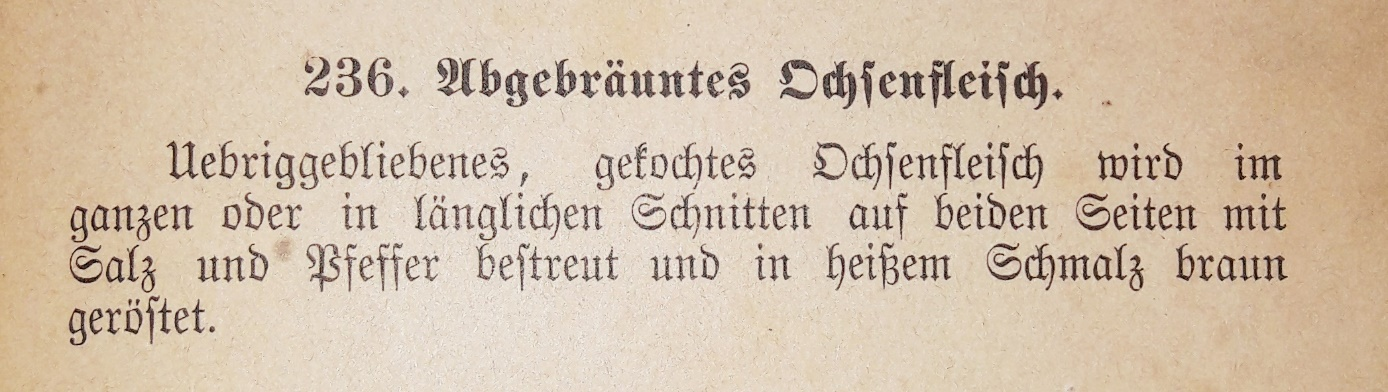 236. Abgebräuntes Ochſenfleiſch.
Uebriggebliebenes, gekochtes Ochſenfleiſch wird im
ganzen oder in länglichen Schnitten auf beiden Seiten mit
Salz und Pfeffer beſtreut und in heißem Schmalz braun
geröſtet.